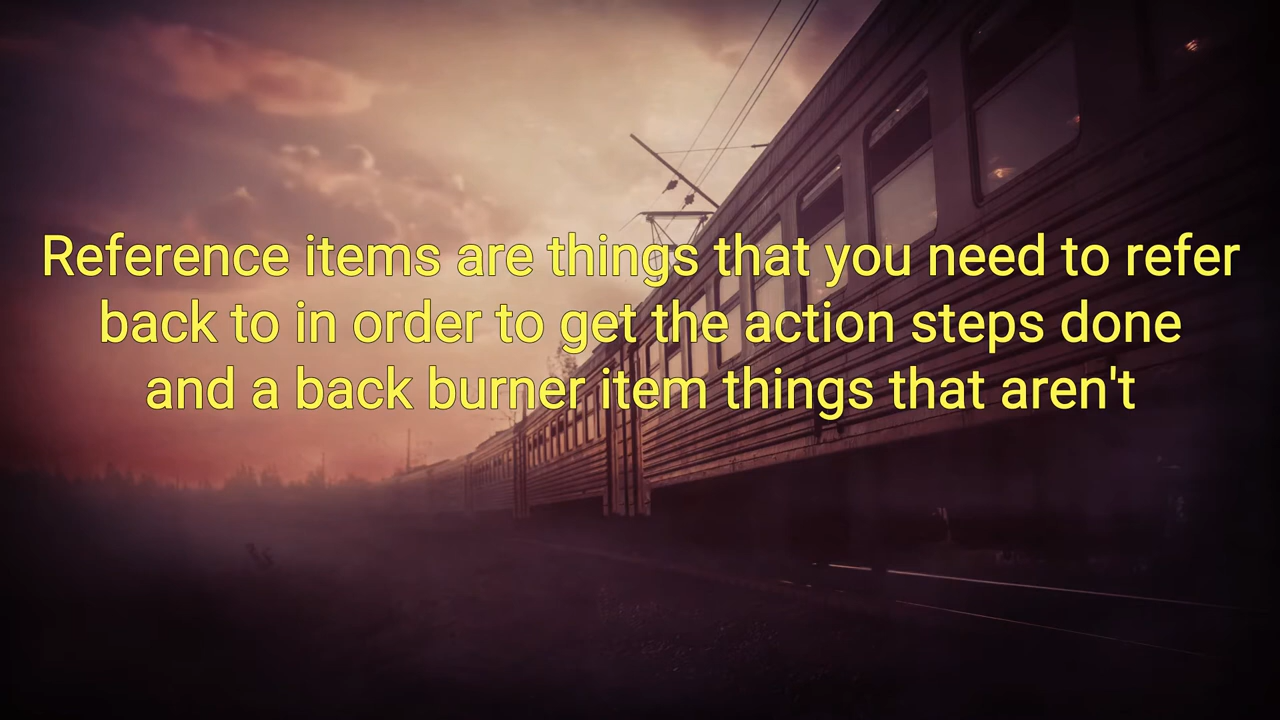 Reference items are things that you need to refer
back to in order to get the action steps done
and a back burner item things that aren't